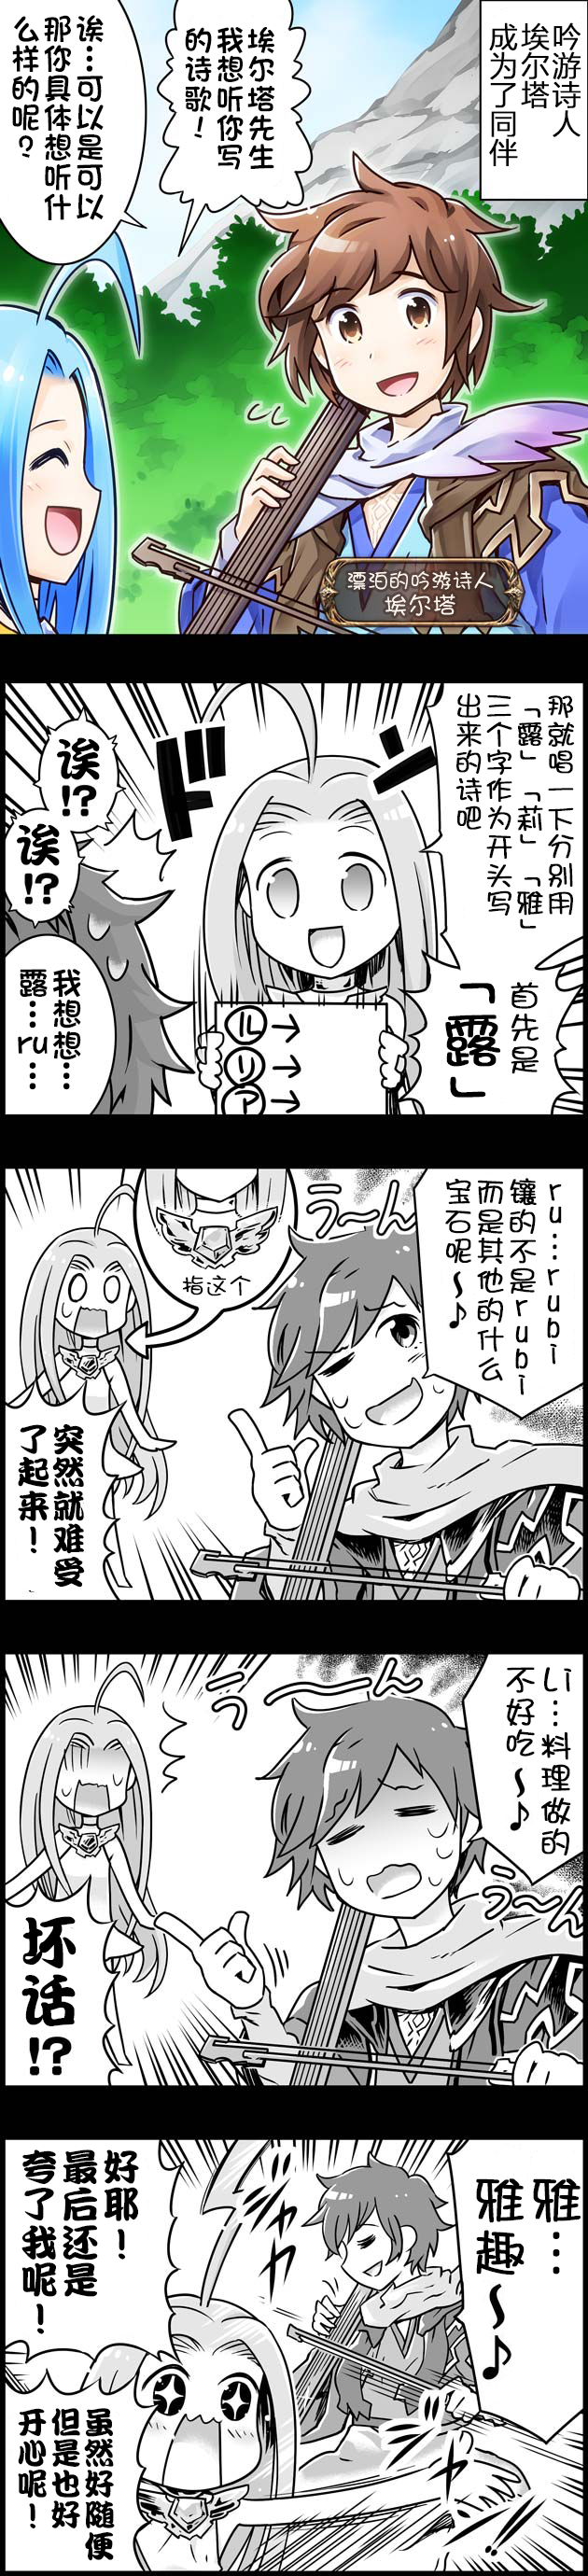 吟游诗人
埃尔塔
成为了同伴
埃尔塔先生
我想听你写
的诗歌！
诶…可以是可以
那你具体想听什
么样的呢？
漂泊的吟游诗人
埃尔塔
那就唱一下分别用
「露」「莉」「雅」
三个字作为开头写
出来的诗吧
首先是
「露」
ドン
ル→
リ→
ア→
诶!?
诶!?
我想想…
露…ru…
ru…rubi
镶的不是rubi
而是其他的什么
宝石呢～♪
う～ん
指这个
突然就难受
了起来！
li…料理做的
不好吃～♪
う～～ん
う～ん
坏话!?
雅…
雅趣～♪
好耶！
最后还是
夸了我呢！
虽然好随便
但是也好
开心呢！